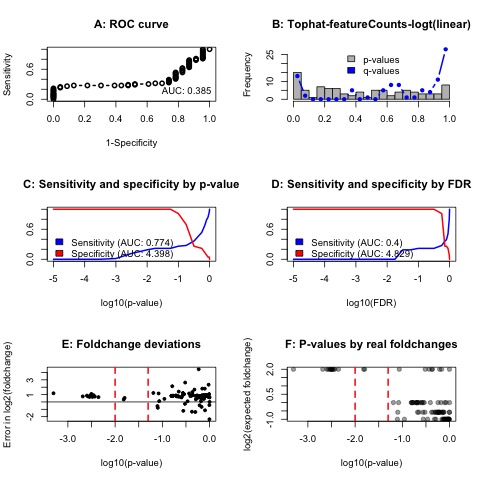 A: ROC curve
Sensitivity
0.0 0.6
0.0 0.2 0.4 0.6 0.8 1.0
AUC: 0.385
1-Specificity
B: Tophat-featureCounts-logt(linear)
Frequency
0 10 25
p-values
q-values
0.0 0.2 0.4 0.6 0.8 1.0
C: Sensitivity and specificity by p-value
0.0 0.6
Sensitivity (AUC: 0.774)
Specificity (AUC: 4.398)
-5 -4 -3 -2 -1 0
log10(p-value)
D: Sensitivity and specificity by FDR
0.0 0.6
Sensitivity (AUC: 0.4)
Specificity (AUC: 4.829)
-5 -4 -3 -2 -1 0
log10(FDR)
E: Foldchange deviations
Error in log2(foldchange)
-2 1 3
-3.0 -2.0 -1.0 0.0
log10(p-value)
F: P-values by real foldchanges
log2(expected foldchange)
-1.0 0.5 2.0
-3.0 -2.0 -1.0 0.0
log10(p-value)